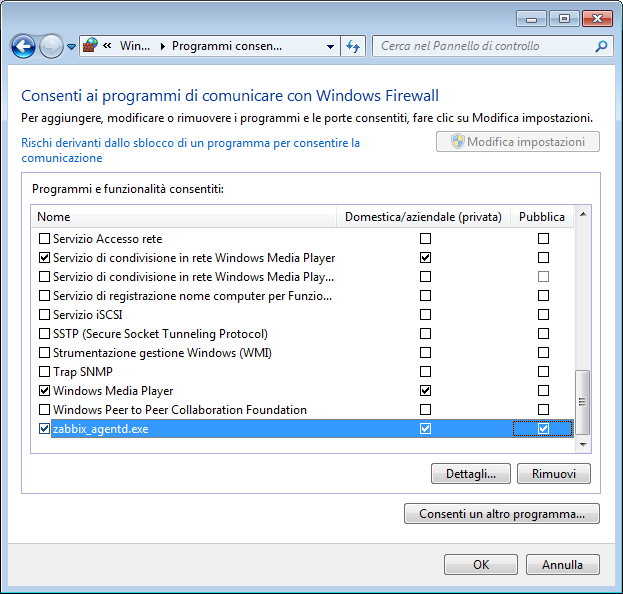 « Win... Programmi consen...
Cerca nel Pannello di controllo
Consenti ai programmi di comunicare con Windows Firewall
Per aggiungere, modificare o rimuovere i programmi e le porte consentiti, fare clic su Modifica impostazioni.
Rischi derivanti dallo sblocco di un programma per consentire la
comunicazione
Modifica impostazioni
Programmi e funzionalità consentiti:
Nome Domestica/aziendale (privata) Pubblica
Servizio Accesso rete
Servizio di condivisione in rete Windows Media Player
Servizio di condivisione in rete Windows Media Play...
Servizio di registrazione nome computer per Funzio...
Servizio iSCSI
SSTP (Secure Socket Tunneling Protocol)
Strumentazione gestione Windows (WMI)
Trap SNMP
Windows Media Player
Windows Peer to Peer Collaboration Foundation
zabbix_agentd.exe
Dettagli... Rimuovi
Consenti un altro programma...
OK Annulla